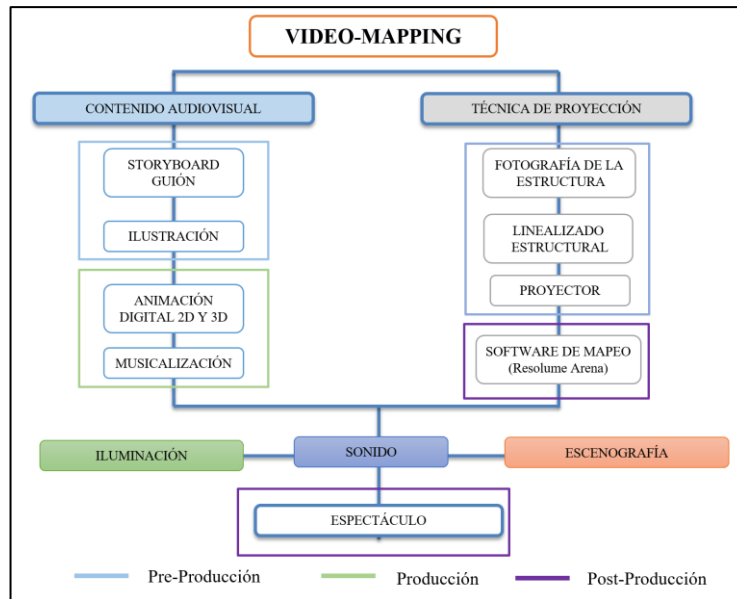 VIDEO-MAPPING
CONTENIDO AUDIOVISUAL
TÉCNICA DE PROYECCIÓN
STORYBOARD
GUIÓN
ILUSTRACIÓN
ANIMACIÓN
DIGITAL 2D Y 3D
MUSICALIZACIÓN
FOTOGRAFÍA DE LA
ESTRUCTURA
LINEALIZADO
ESTRUCTURAL
PROYECTOR
SOFTWARE DE MAPEO
(Resolume Arena)
ILUMINACIÓN
SONIDO
ESCENOGRAFÍA
ESPECTÁCULO
Pre-Producción
Producción
Post-Producción